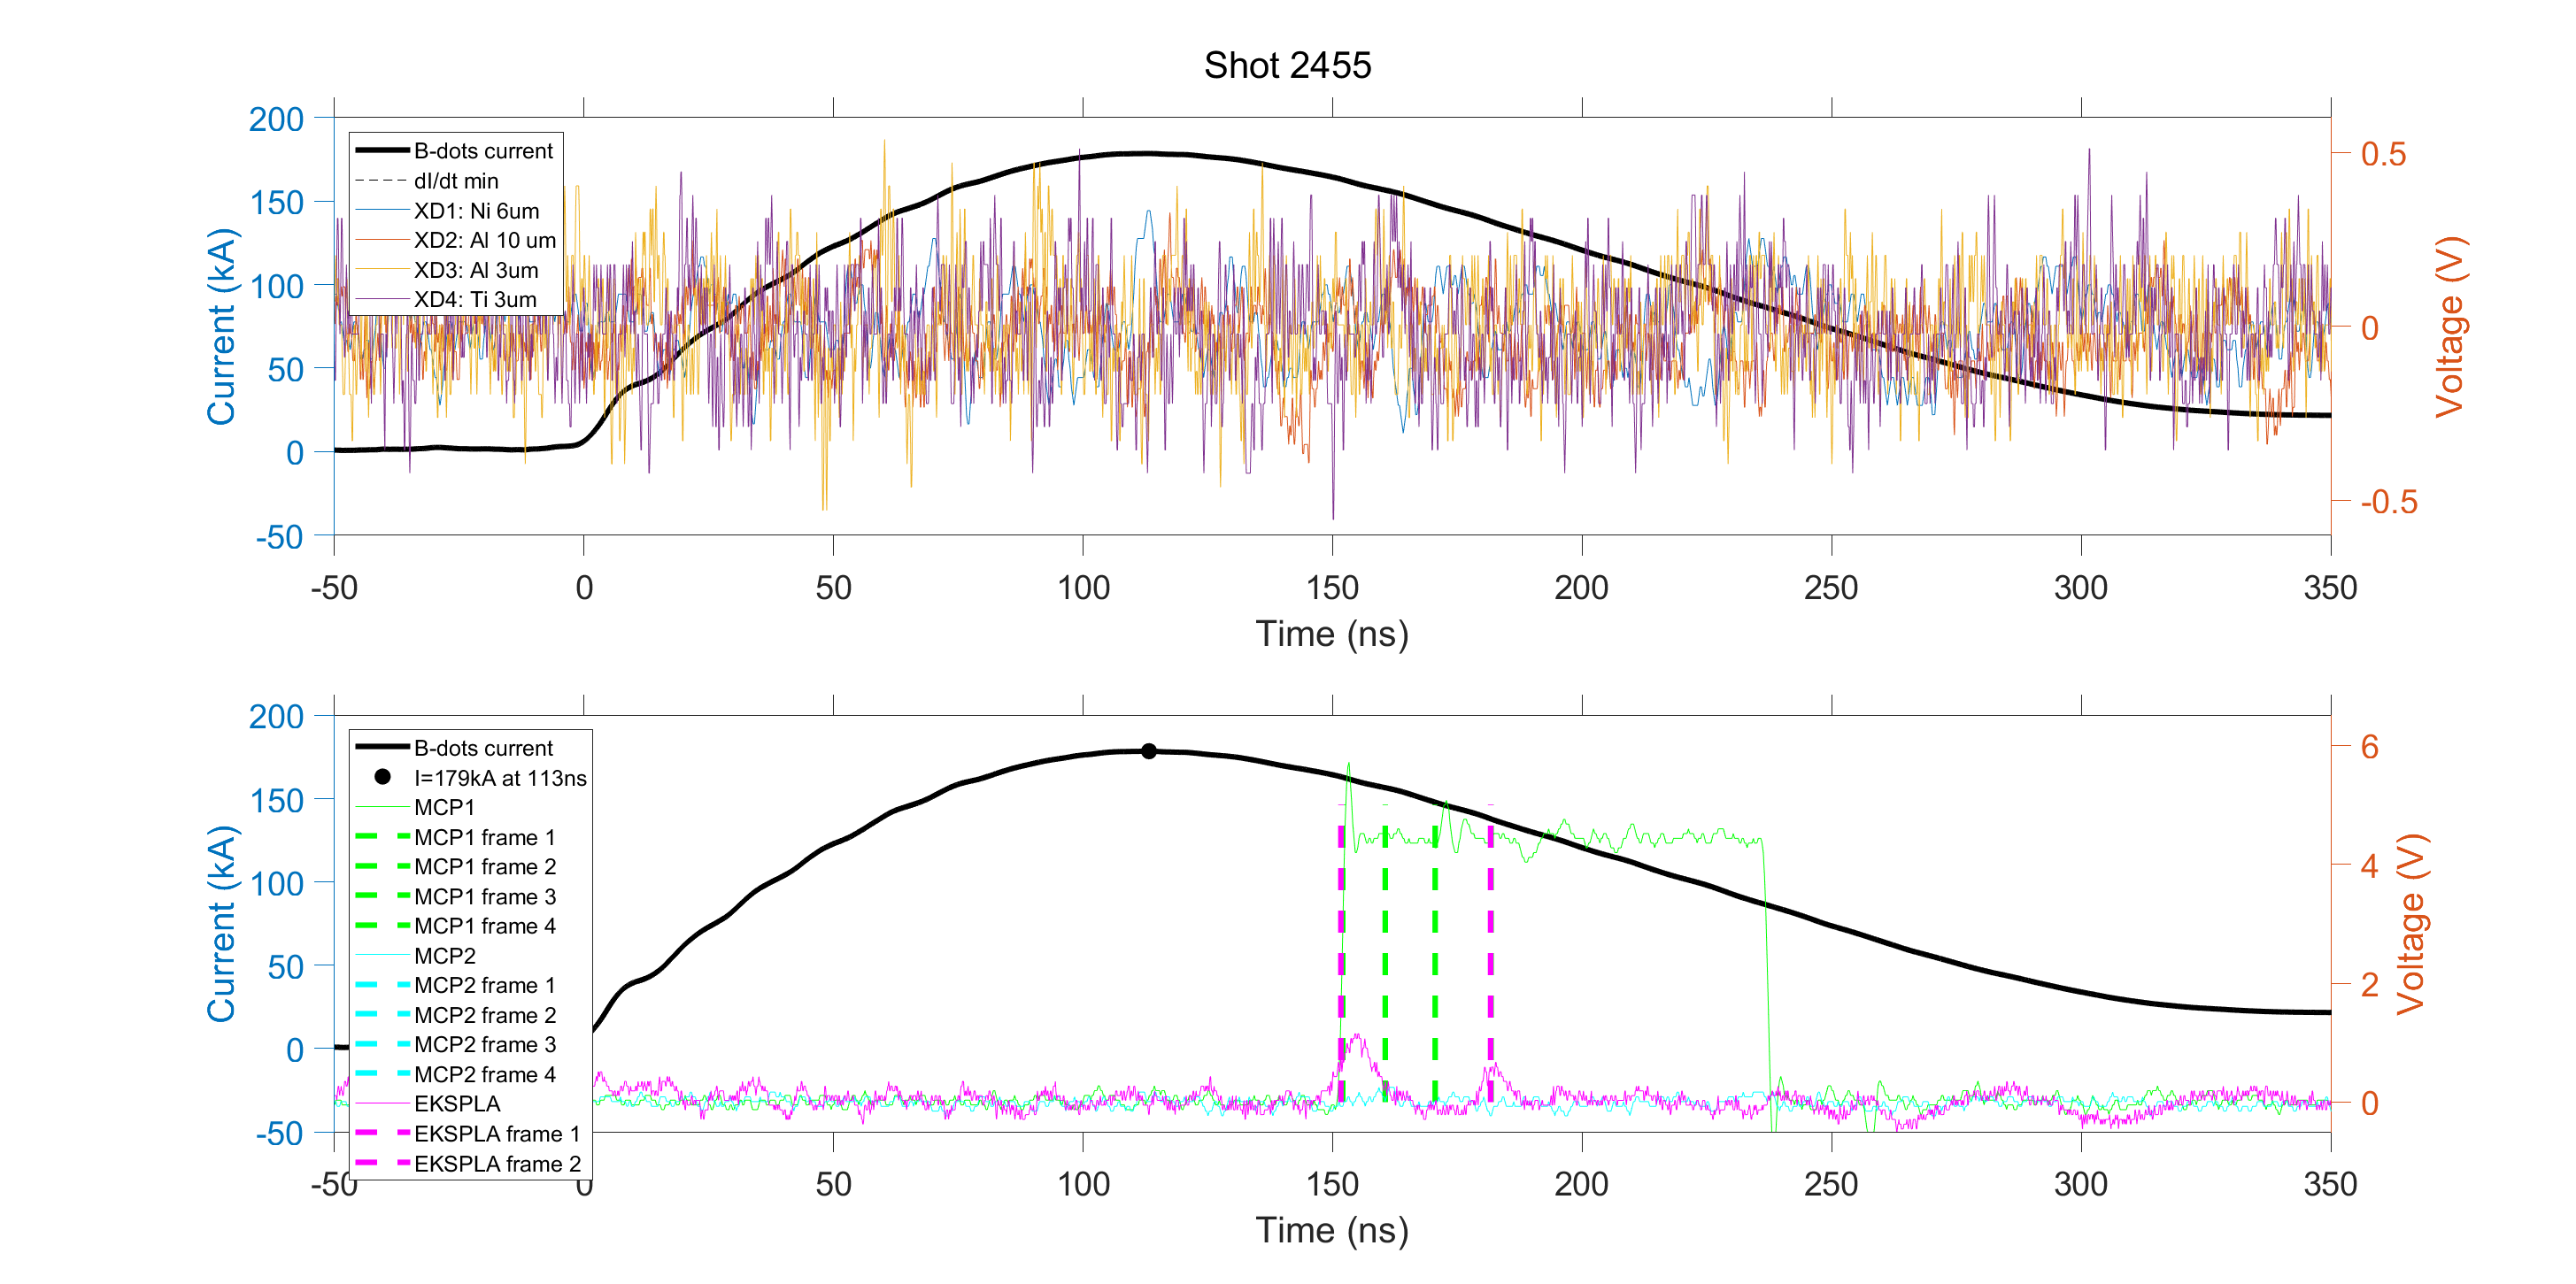 Shot 2455
200
150
100
50
0
-50
Current (kA)
B-dots current
dI/dt min
XD1: Ni 6um
XD2: Al 10 um
XD3: Al 3um
XD4: Ti 3um
0.5
0
-0.5
Voltage (V)
-50 0 50 100 150 200 250 300 350
Time (ns)
200
150
100
50
0
-50
Current (kA)
B-dots current
I=179kA at 113ns
MCP1
MCP1 frame 1
MCP1 frame 2
MCP1 frame 3
MCP1 frame 4
MCP2
MCP2 frame 1
MCP2 frame 2
MCP2 frame 3
MCP2 frame 4
EKSPLA
EKSPLA frame 1
EKSPLA frame 2
6
4
2
0
Voltage (V)
-50 0 50 100 150 200 250 300 350
Time (ns)